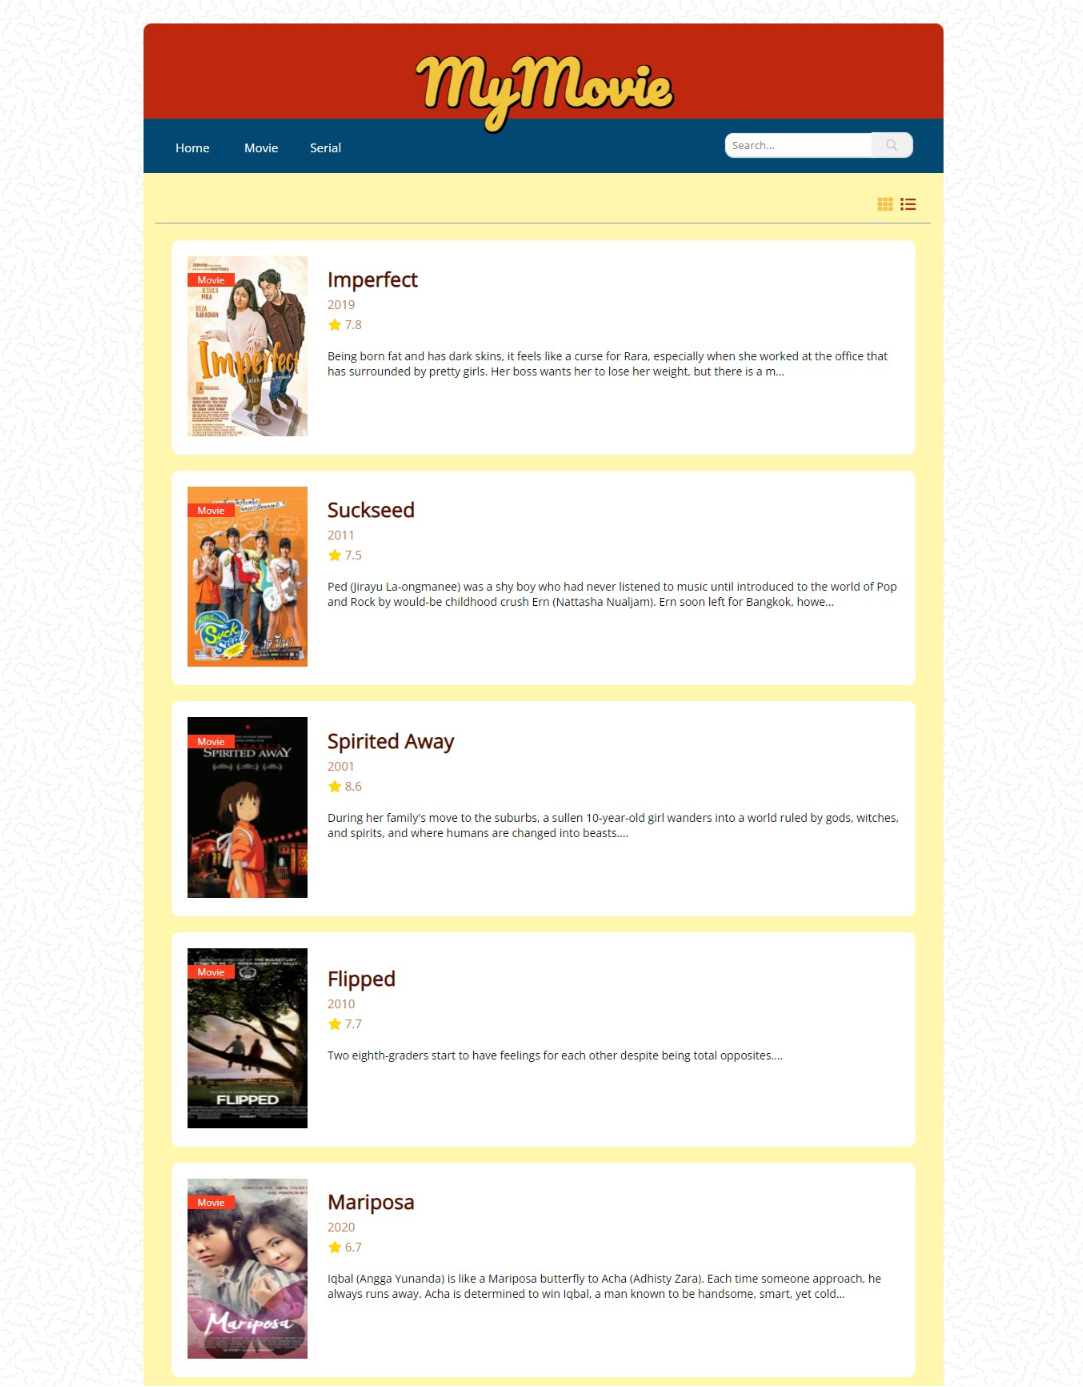 MyMovie
Home Movie Serial
Search...
Movie
JESSICA
MILA
REZA
RAHADIAN
Imperfect
Imperfect
2019
7.8
Being born fat and has dark skins, it feels like a curse for Rara, especially when she worked at the office that
has surrounded by pretty girls. Her boss wants her to lose her weight, but there is a m...
Movie
Suck
Seed!!
Suckseed
2011
7.5
Ped (Jirayu La-ongmanee) was a shy boy who had never listened to music until introduced to the world of Pop
and Rock by would-be childhood crush Ern (Nattasha Nualjam). Ern soon left for Bangkok, howe...
Movie
SPIRITED AWAY
Spirited Away
2001
8.6
During her family's move to the suburbs, a sullen 10-year-old girl wanders into a world ruled by gods, witches,
and spirits, and where humans are changed into beasts....
Movie
FLIPPED
Flipped
2010
7.7
Two eighth-graders start to have feelings for each other despite being total opposites....
Movie
Mariposa
Mariposa
2020
6.7
Iqbal (Angga Yunanda) is like a Mariposa butterfly to Acha (Adhisty Zara). Each time someone approach, he
always runs away. Acha is determined to win Iqbal, a man known to be handsome, smart, yet cold...